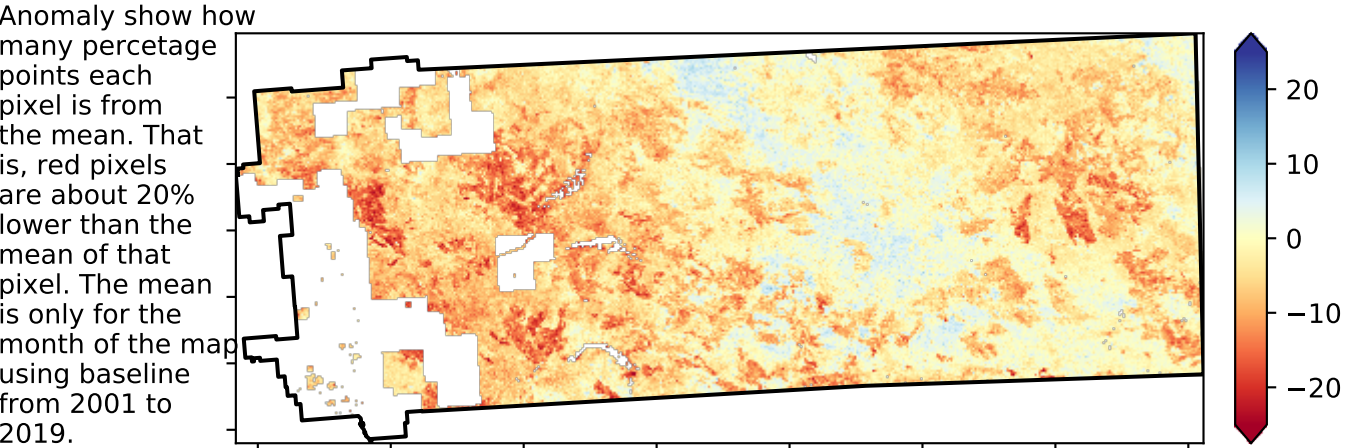 Anomaly show how
many percetage
points each
pixel is from
the mean. That
is, red pixels
are about 20%
lower than the
mean of that
pixel. The mean
is only for the
month of the map
using baseline
from 2001 to
2019.
20
10
0
−10
−20